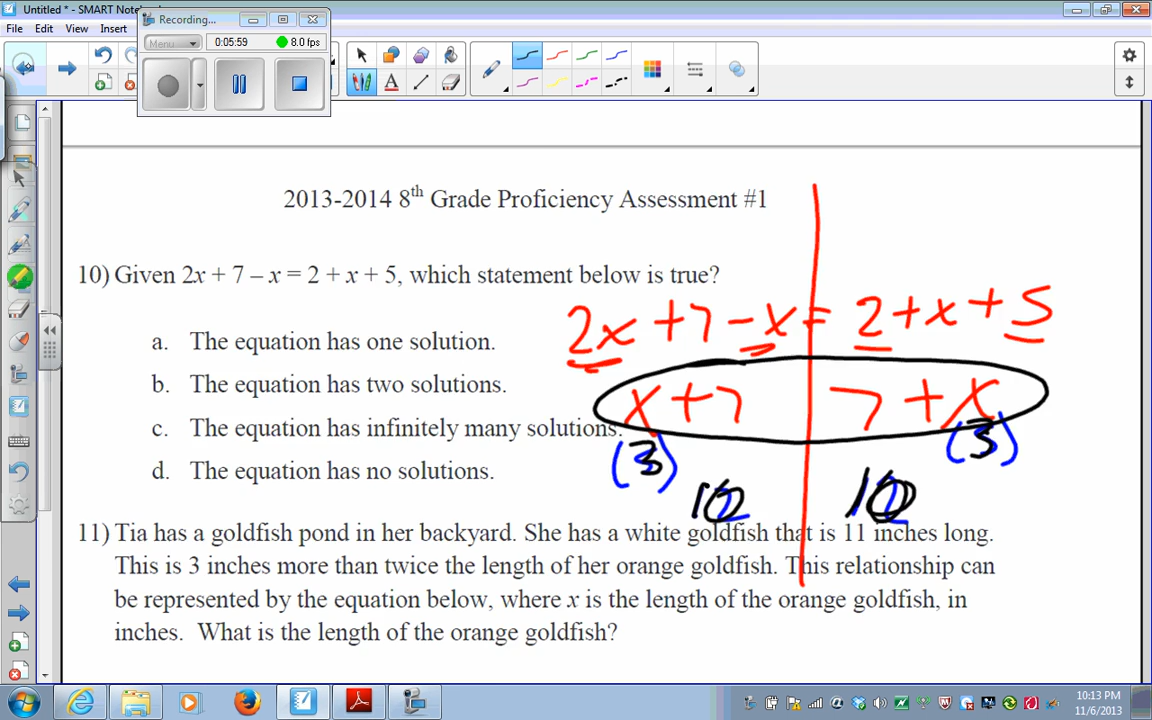 Untitled * - SMART Notebo
Recording...
File Edit View Insert
Menu 0:05:59 8.0 fps
2013-2014 8th Grade Proficiency Assessment #1
10) Given 2x + 7 – x = 2 + x + 5, which statement below is true?
2x + 7 - x = 2 + x + 5
a. The equation has one solution.
b. The equation has two solutions.
x + 7 7 + x
c. The equation has infinitely many solutions.
(3) (3)
d. The equation has no solutions.
10 10
11) Tia has a goldfish pond in her backyard. She has a white goldfish that is 11 inches long.
This is 3 inches more than twice the length of her orange goldfish. This relationship can
be represented by the equation below, where x is the length of the orange goldfish, in
inches. What is the length of the orange goldfish?
10:13 PM
11/6/2013